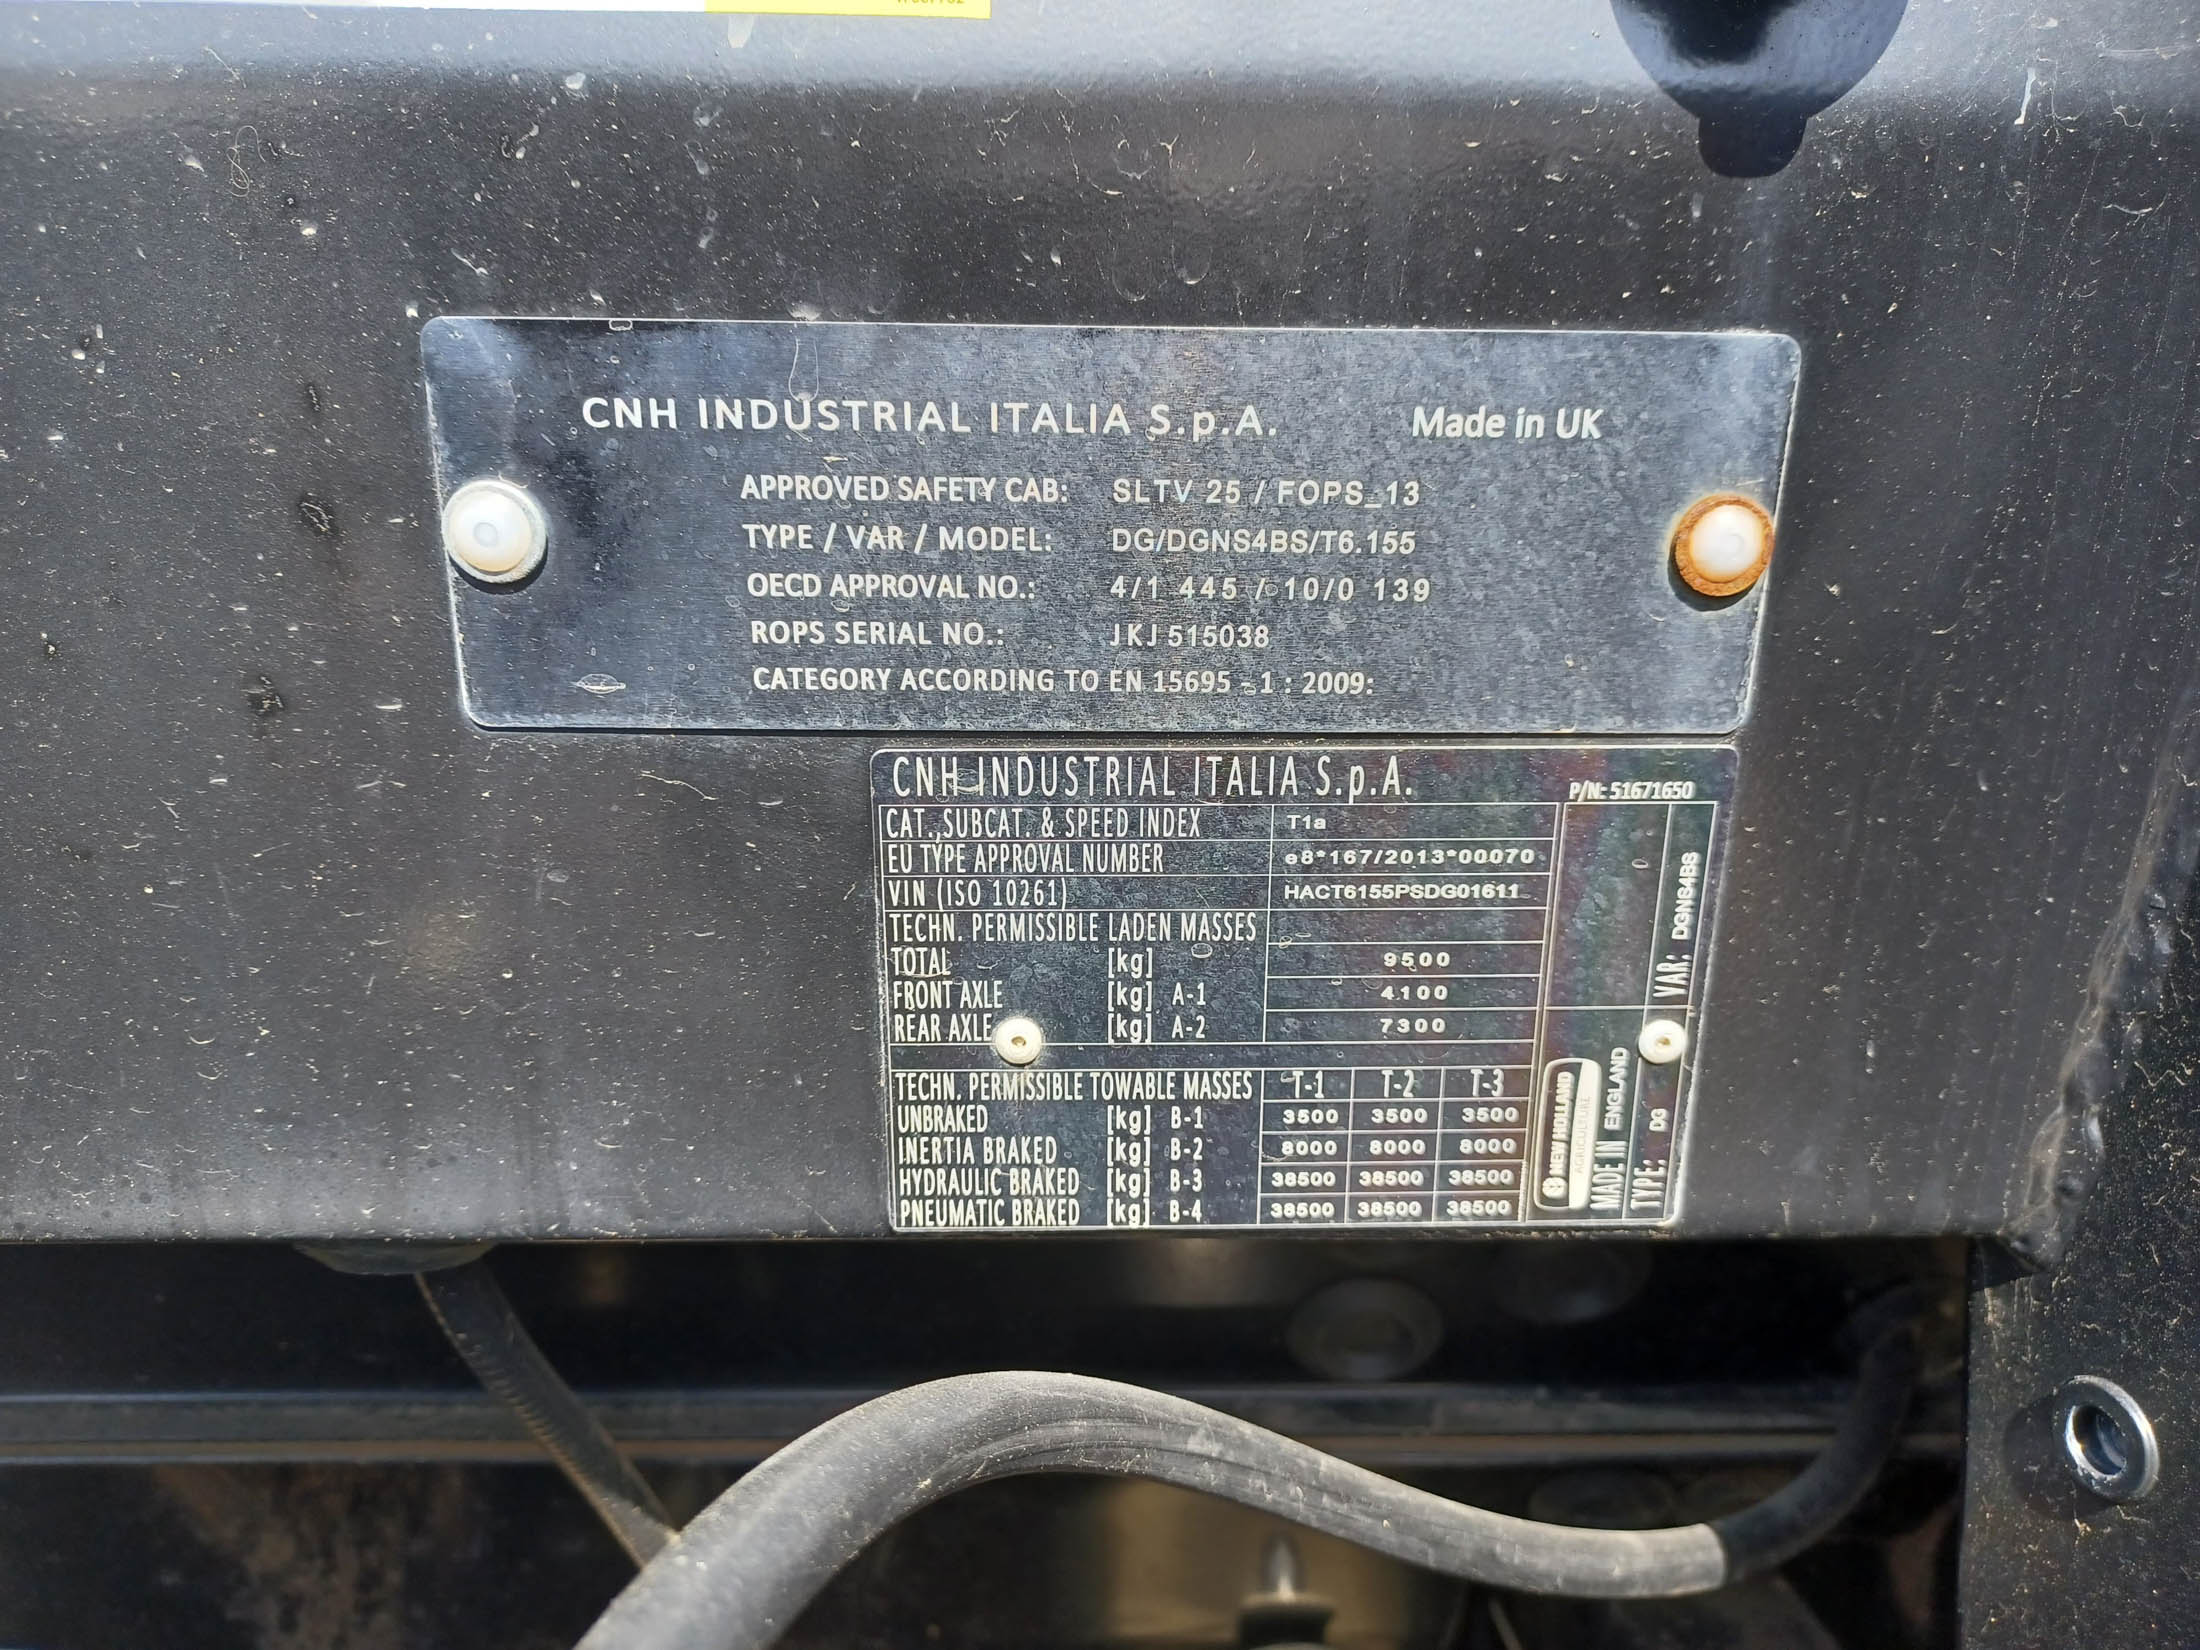 CNH INDUSTRIAL ITALIA S.p.A. Made in UK
APPROVED SAFETY CAB: SLTV 25 / FOPS_13
TYPE / VAR / MODEL: DG/DGNS4BS/T6.155
OECD APPROVAL NO.: 4/1 445 / 10/0 139
ROPS SERIAL NO.: JKJ 515038
CATEGORY ACCORDING TO EN 15695 - 1 : 2009:
CNH INDUSTRIAL ITALIA S.p.A. P/N: 51671650
CAT.,SUBCAT. & SPEED INDEX T1a
EU TYPE APPROVAL NUMBER e8*167/2013*00070
VIN (ISO 10261) HACT6155PSDG01611
TECHN. PERMISSIBLE LADEN MASSES
TOTAL [kg] 9500
FRONT AXLE [kg] A-1 4100
REAR AXLE [kg] A-2 7300
TECHN. PERMISSIBLE TOWABLE MASSES T-1 T-2 T-3
UNBRAKED [kg] B-1 3500 3500 3500
INERTIA BRAKED [kg] B-2 8000 8000 8000
HYDRAULIC BRAKED [kg] B-3 38500 38500 38500
PNEUMATIC BRAKED [kg] B-4 38500 38500 38500
NEW HOLLAND
AGRICULTURE
MADE IN ENGLAND
TYPE: DG VAR: DGNS4BS